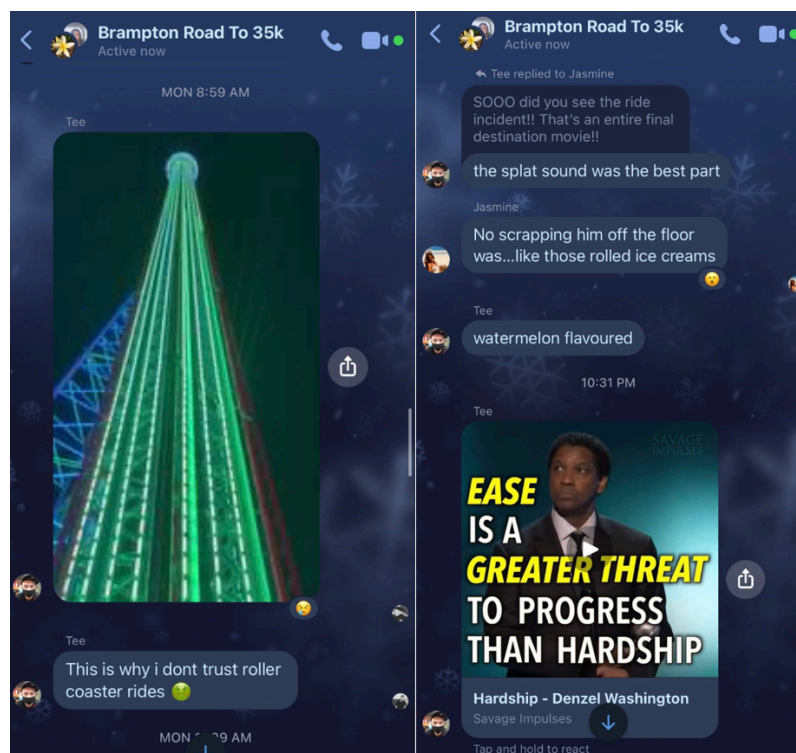 Brampton Road To 35k
Active now
MON 8:59 AM
Tee
Tee
This is why i dont trust roller
coaster rides 🤢
Brampton Road To 35k
Active now
Tee replied to Jasmine
SOOO did you see the ride
incident!! That's an entire final
destination movie!!
the splat sound was the best part
Jasmine
No scrapping him off the floor
was...like those rolled ice creams
Tee
watermelon flavoured
10:31 PM
Tee
SAVAGE
IMPULSES
EASE
IS A
GREATER THREAT
TO PROGRESS
THAN HARDSHIP
Hardship - Denzel Washington
Savage Impulses
Tap and hold to react